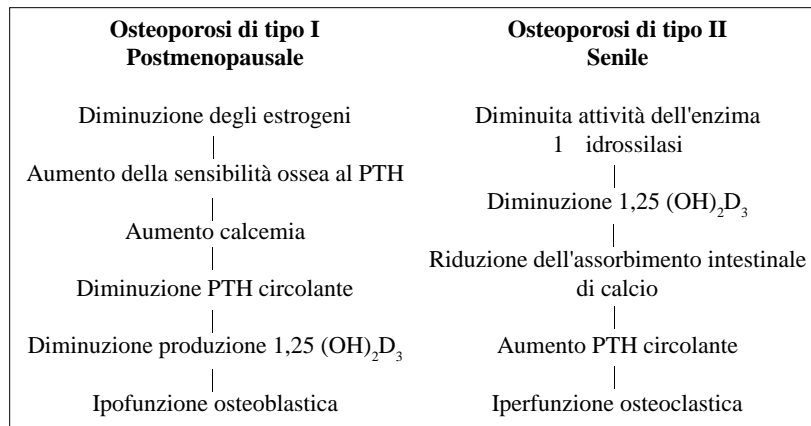 Osteoporosi di tipo I
Postmenopausale
Diminuzione degli estrogeni
Aumento della sensibilità ossea al PTH
Aumento calcemia
Diminuzione PTH circolante
Diminuzione produzione 1,25 (OH)₂D₃
Ipofunzione osteoblastica
Osteoporosi di tipo II
Senile
Diminuita attività dell'enzima
1 idrossilasi
Diminuzione 1,25 (OH)₂D₃
Riduzione dell'assorbimento intestinale
di calcio
Aumento PTH circolante
Iperfunzione osteoclastica